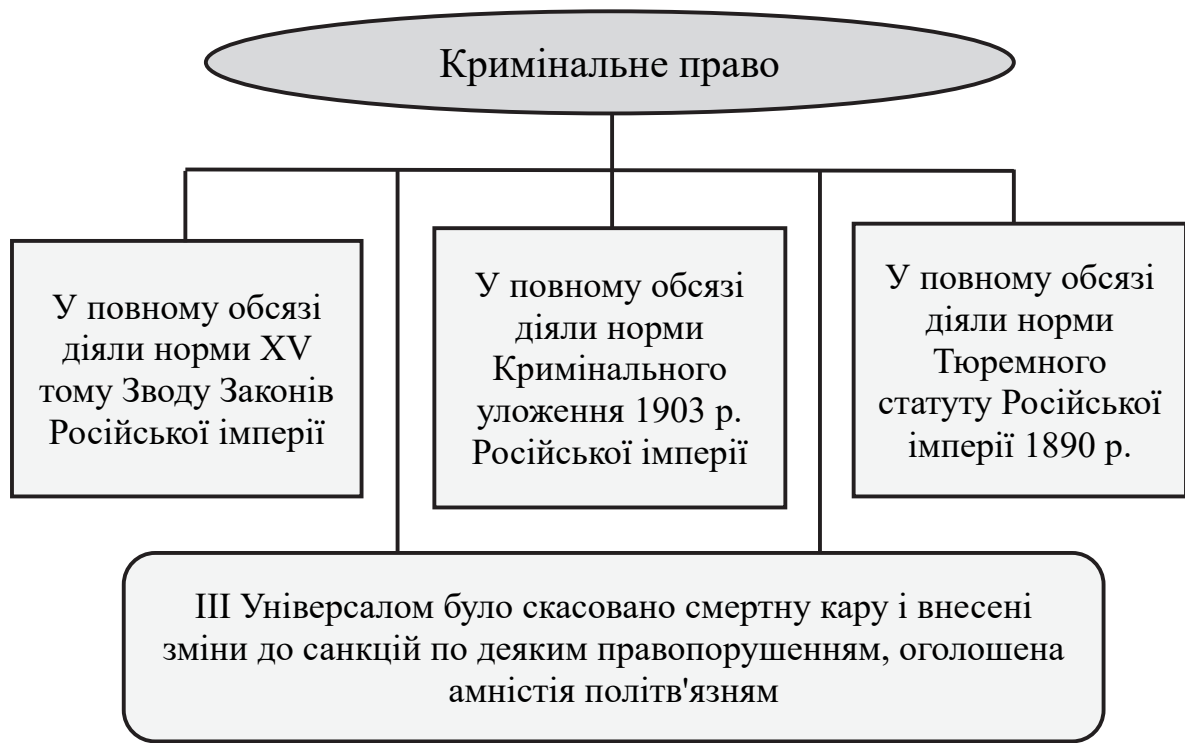 Кримінальне право
У повному обсязі
діяли норми XV
тому Зводу Законів
Російської імперії
У повному обсязі
діяли норми
Кримінального
уложення 1903 р.
Російської імперії
У повному обсязі
діяли норми
Тюремного
статуту Російської
імперії 1890 р.
III Універсалом було скасовано смертну кару і внесені
зміни до санкцій по деяким правопорушенням, оголошена
амністія політв'язням